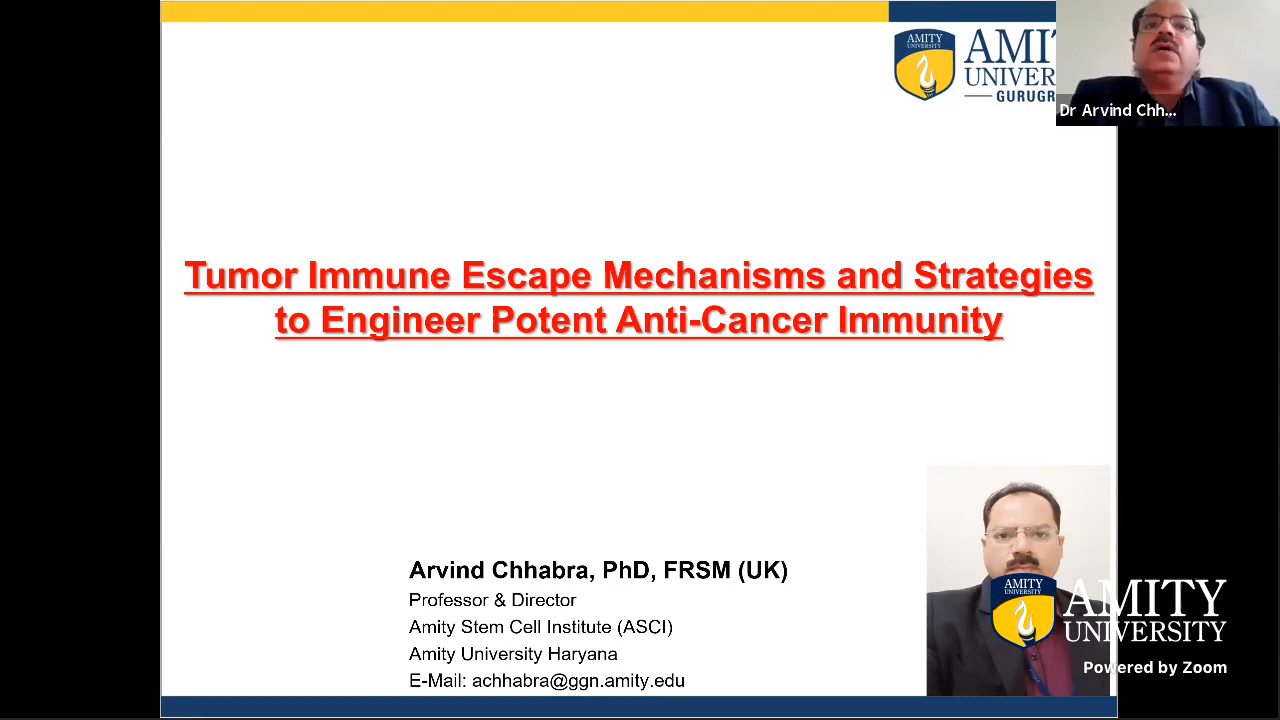 AMITY
UNIVERSITY
AMIT
UNIVER
GURUGR
Dr Arvind Chh...
Tumor Immune Escape Mechanisms and Strategies
to Engineer Potent Anti-Cancer Immunity
Arvind Chhabra, PhD, FRSM (UK)
Professor & Director
Amity Stem Cell Institute (ASCI)
Amity University Haryana
E-Mail: achhabra@ggn.amity.edu
AMITY
UNIVERSITY
AMITY
UNIVERSITY
Powered by Zoom